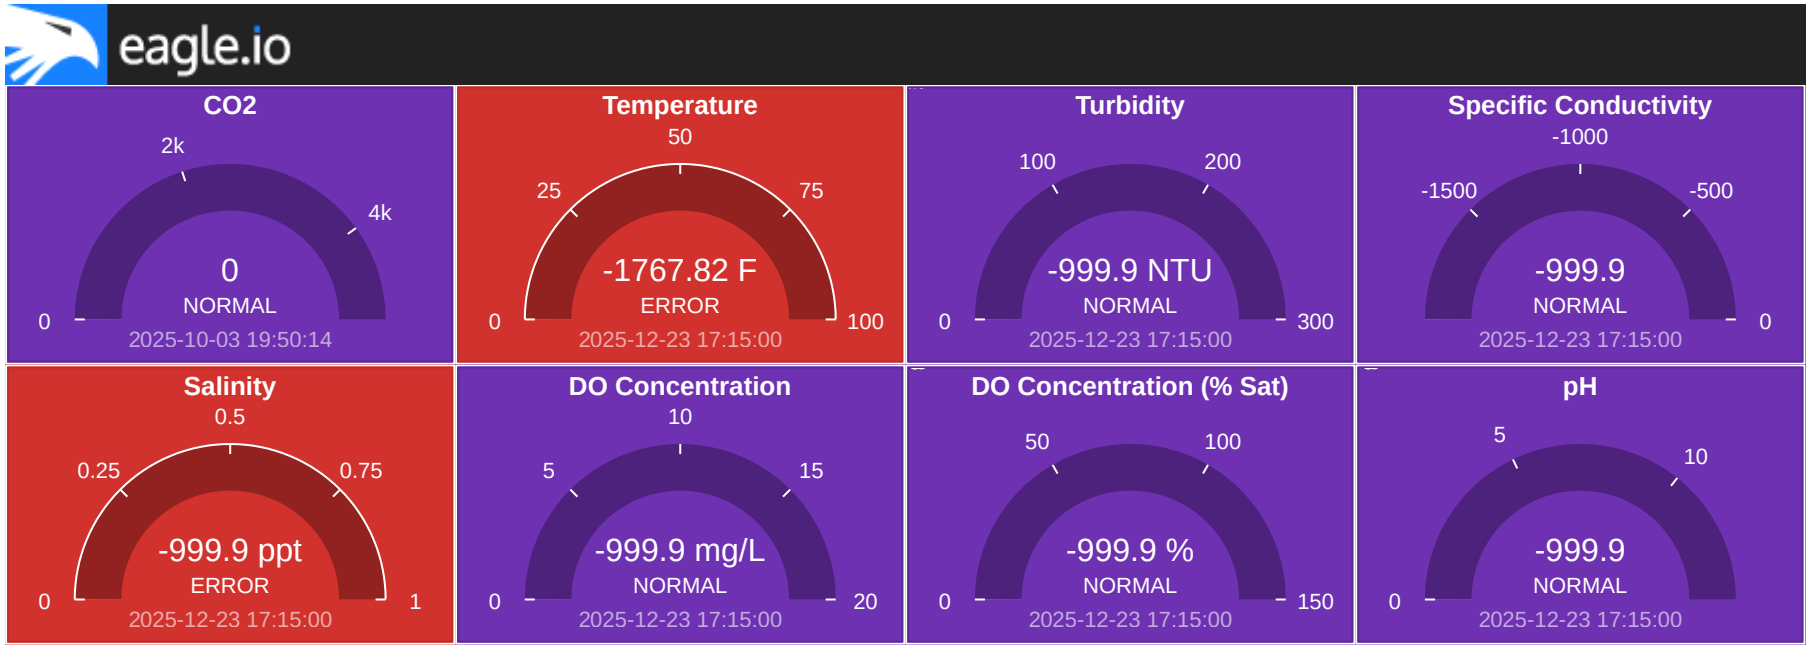 eagle.io
CO2
2k
4k
0
NORMAL
0
2025-10-03 19:50:14
Temperature
50
25
75
-1767.82 F
ERROR
0
100
2025-12-23 17:15:00
Turbidity
100
200
-999.9 NTU
NORMAL
0
300
2025-12-23 17:15:00
Specific Conductivity
-1000
-1500
-500
-999.9
NORMAL
0
2025-12-23 17:15:00
Salinity
0.5
0.25
0.75
-999.9 ppt
ERROR
0
1
2025-12-23 17:15:00
DO Concentration
10
5
15
-999.9 mg/L
NORMAL
0
20
2025-12-23 17:15:00
DO Concentration (% Sat)
50
100
-999.9 %
NORMAL
0
150
2025-12-23 17:15:00
pH
5
10
-999.9
NORMAL
0
2025-12-23 17:15:00